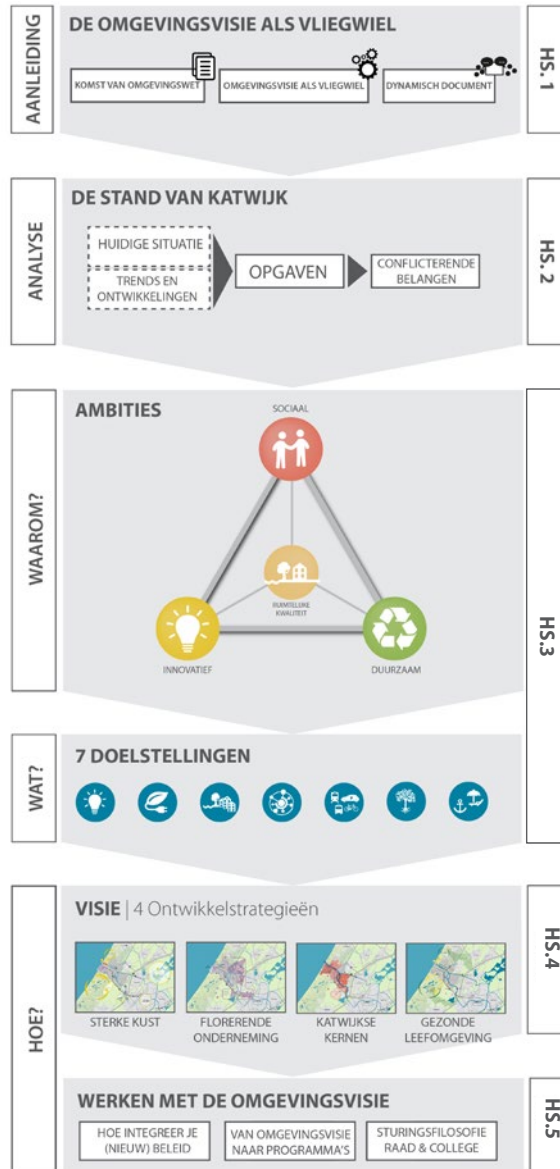 AANLEIDING
DE OMGEVINGSVISIE ALS VLIEGWIEL
KOMST VAN OMGEVINGSWET
OMGEVINGSVISIE ALS VLIEGWIEL
DYNAMISCH DOCUMENT
HS. 1
ANALYSE
DE STAND VAN KATWIJK
HUIDIGE SITUATIE
TRENDS EN
ONTWIKKELINGEN
OPGAVEN
CONFLICTERENDE
BELANGEN
HS. 2
WAAROM?
AMBITIES
SOCIAAL
RUIMTELIJKE
KWALITEIT
INNOVATIEF
DUURZAAM
HS.3
WAT?
7 DOELSTELLINGEN
HOE?
VISIE | 4 Ontwikkelstrategieën
STERKE KUST
FLORERENDE
ONDERNEMING
KATWIJKSE
KERNEN
GEZONDE
LEEFOMGEVING
HS.4
WERKEN MET DE OMGEVINGSVISIE
HOE INTEGREER JE
(NIEUW) BELEID
VAN OMGEVINGSVISIE
NAAR PROGRAMMA'S
STURINGSFILOSOFIE
RAAD & COLLEGE
HS.5